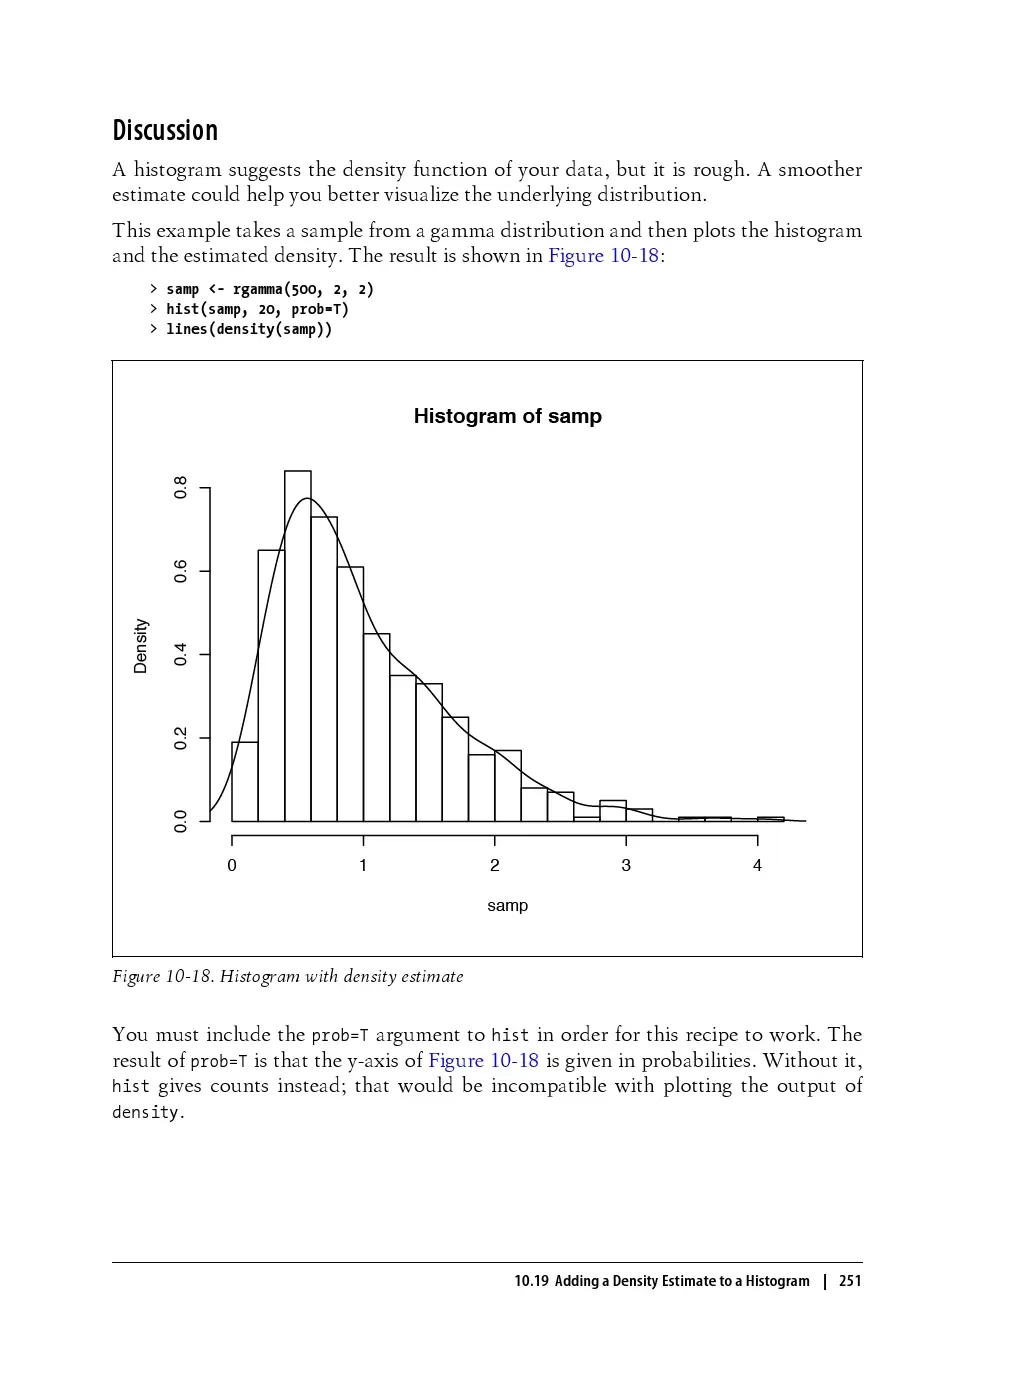 Discussion
A histogram suggests the density function of your data, but it is rough. A smoother
estimate could help you better visualize the underlying distribution.
This example takes a sample from a gamma distribution and then plots the histogram
and the estimated density. The result is shown in Figure 10-18:
> samp <- rgamma(500, 2, 2)
> hist(samp, 20, prob=T)
> lines(density(samp))
Histogram of samp
Density
0.8
0.6
0.4
0.2
0.0
0 1 2 3 4
samp
Figure 10-18. Histogram with density estimate
You must include the prob=T argument to hist in order for this recipe to work. The
result of prob=T is that the y-axis of Figure 10-18 is given in probabilities. Without it,
hist gives counts instead; that would be incompatible with plotting the output of
density.
10.19 Adding a Density Estimate to a Histogram | 251